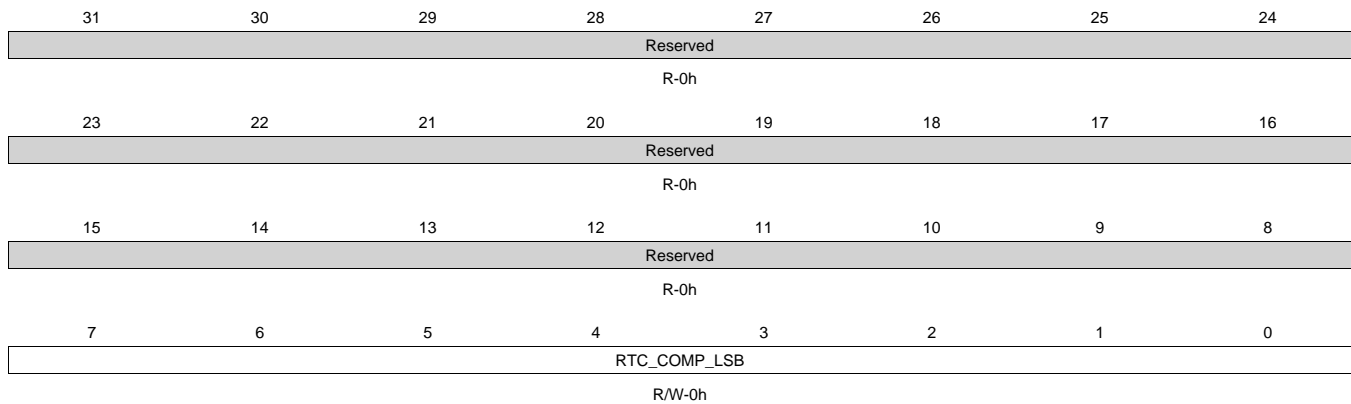 31 30 29 28 27 26 25 24
Reserved
R-0h
23 22 21 20 19 18 17 16
Reserved
R-0h
15 14 13 12 11 10 9 8
Reserved
R-0h
7 6 5 4 3 2 1 0
RTC_COMP_LSB
R/W-0h